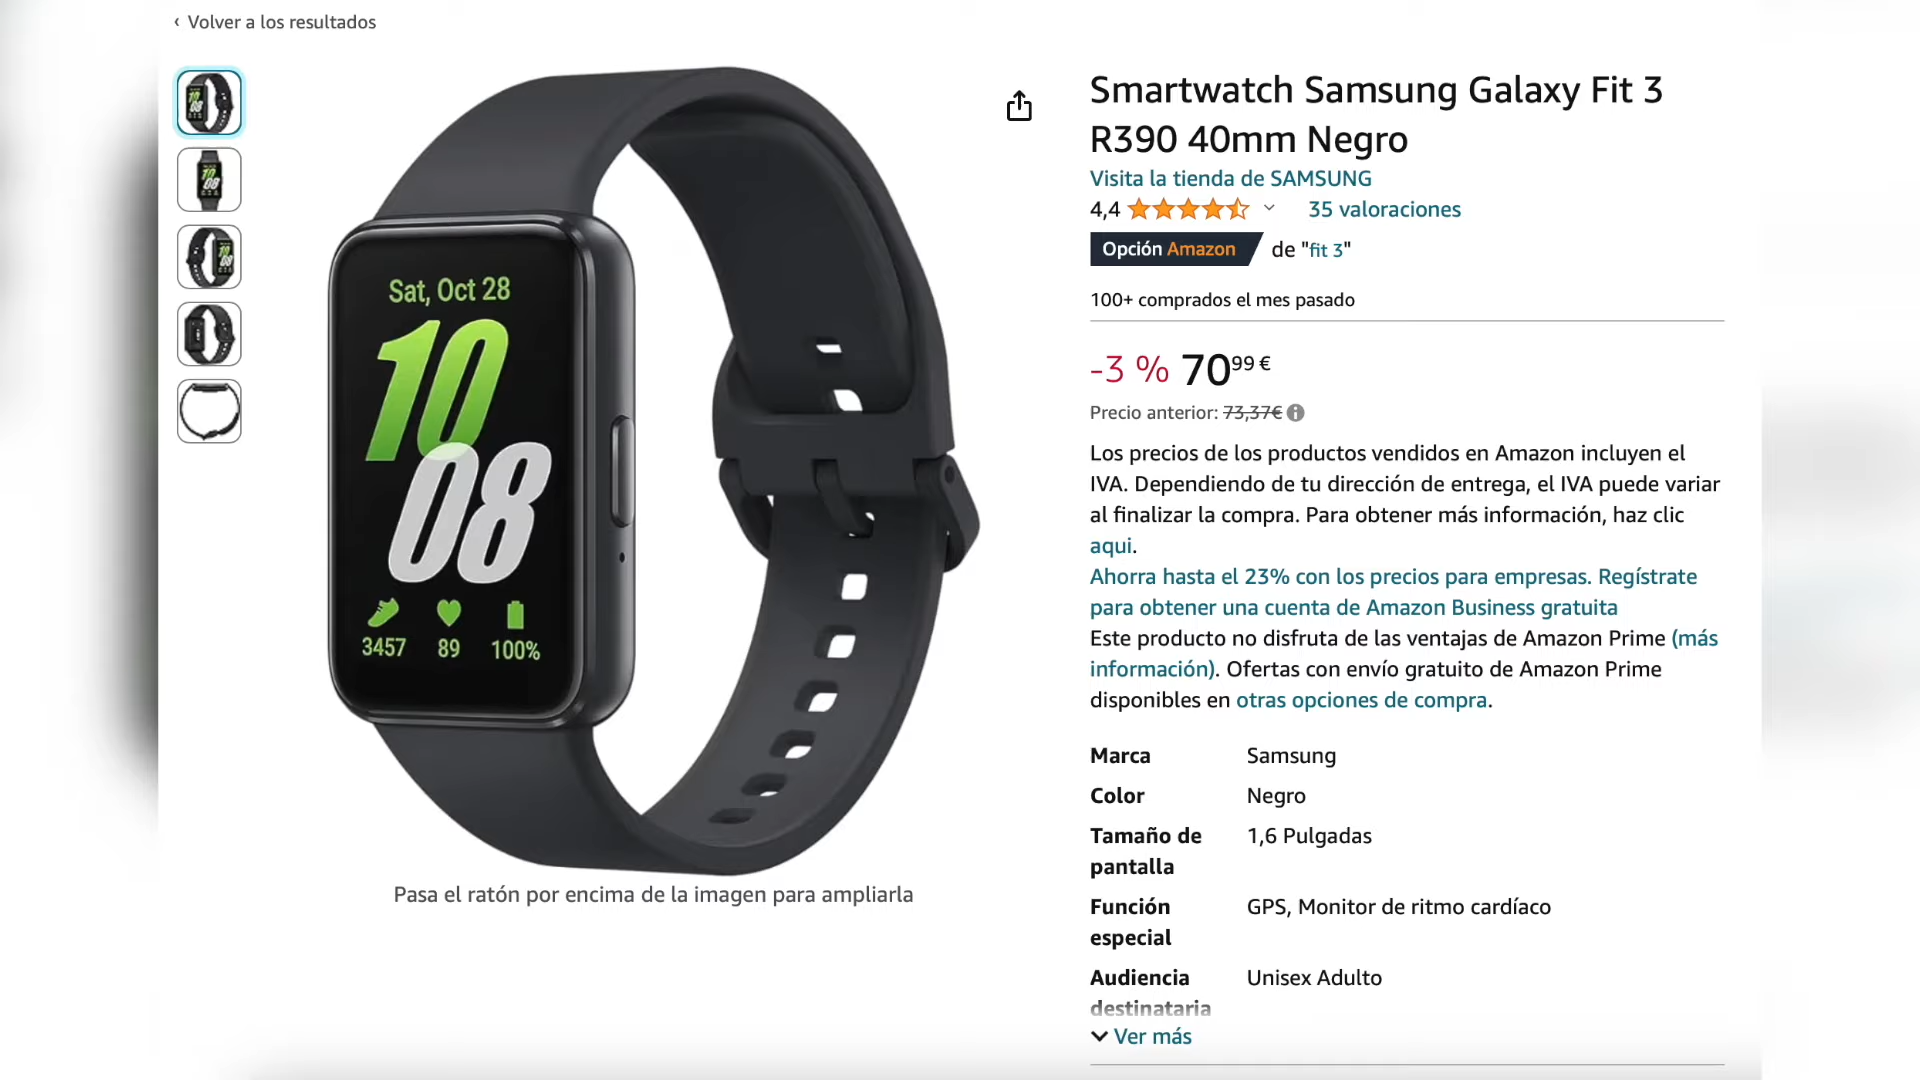 ‹ Volver a los resultados
Sat, Oct 28
10
08
3457 89 100%
Pasa el ratón por encima de la imagen para ampliarla
Smartwatch Samsung Galaxy Fit 3
R390 40mm Negro
Visita la tienda de SAMSUNG
4,4 35 valoraciones
Opción Amazon de "fit 3"
100+ comprados el mes pasado
-3 % 7099 €
Precio anterior: 73,37€
Los precios de los productos vendidos en Amazon incluyen el
IVA. Dependiendo de tu dirección de entrega, el IVA puede variar
al finalizar la compra. Para obtener más información, haz clic
aqui.
Ahorra hasta el 23% con los precios para empresas. Regístrate
para obtener una cuenta de Amazon Business gratuita
Este producto no disfruta de las ventajas de Amazon Prime (más
información). Ofertas con envío gratuito de Amazon Prime
disponibles en otras opciones de compra.
Marca Samsung
Color Negro
Tamaño de 1,6 Pulgadas
pantalla
Función GPS, Monitor de ritmo cardíaco
especial
Audiencia Unisex Adulto
destinataria
Ver más